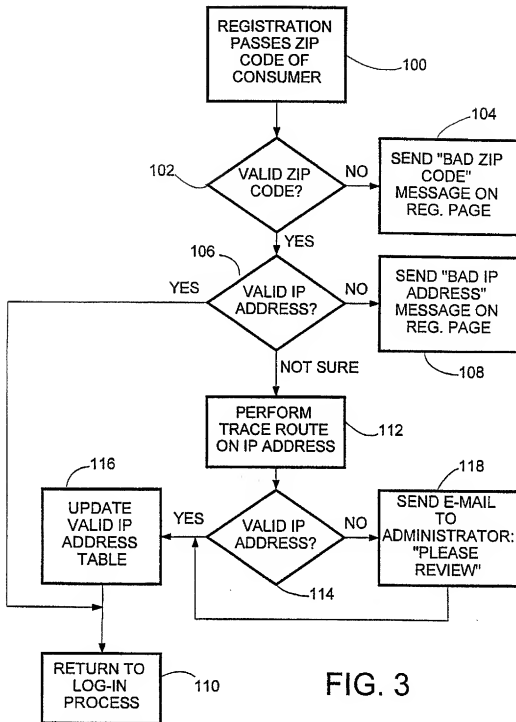 REGISTRATION
PASSES ZIP
CODE OF
CONSUMER
100
104
102
VALID ZIP
CODE?
NO
SEND "BAD ZIP
CODE"
MESSAGE ON
REG. PAGE
YES
106
YES
VALID IP
ADDRESS?
NO
SEND "BAD IP
ADDRESS"
MESSAGE ON
REG. PAGE
108
NOT SURE
PERFORM
TRACE ROUTE
ON IP ADDRESS
112
116
118
UPDATE
VALID IP
ADDRESS
TABLE
YES
VALID IP
ADDRESS?
NO
SEND E-MAIL
TO
ADMINISTRATOR:
"PLEASE
REVIEW"
114
RETURN TO
LOG-IN
PROCESS
110
FIG. 3